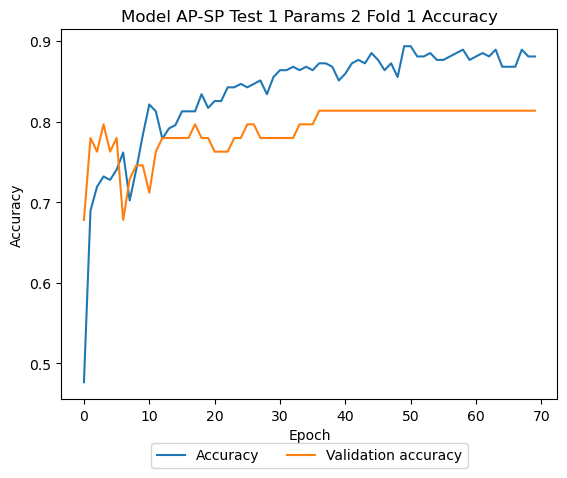 Model AP-SP Test 1 Params 2 Fold 1 Accuracy
0.9
0.8
0.7
0.6
0.5
Accuracy
0 10 20 30 40 50 60 70
Epoch
Accuracy Validation accuracy